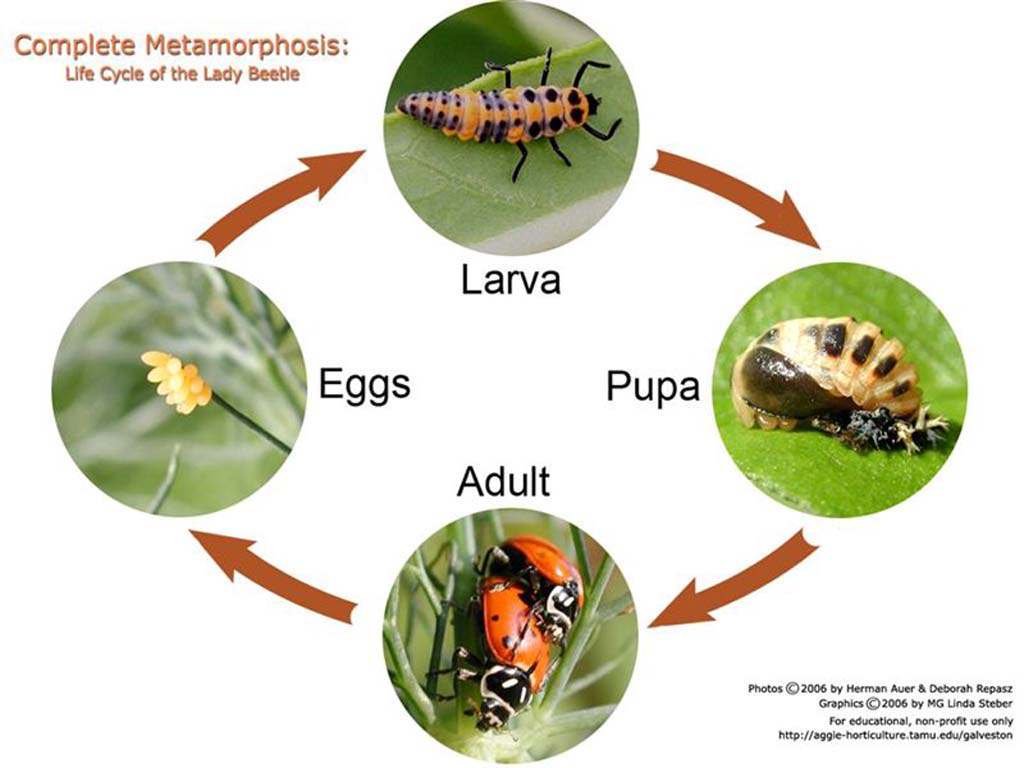 Complete Metamorphosis:
Life Cycle of the Lady Beetle
Larva
Eggs
Pupa
Adult
Photos ©2006 by Herman Auer & Deborah Repasz
Graphics ©2006 by MG Linda Steber
For educational, non-profit use only
http://aggie-horticulture.tamu.edu/galveston